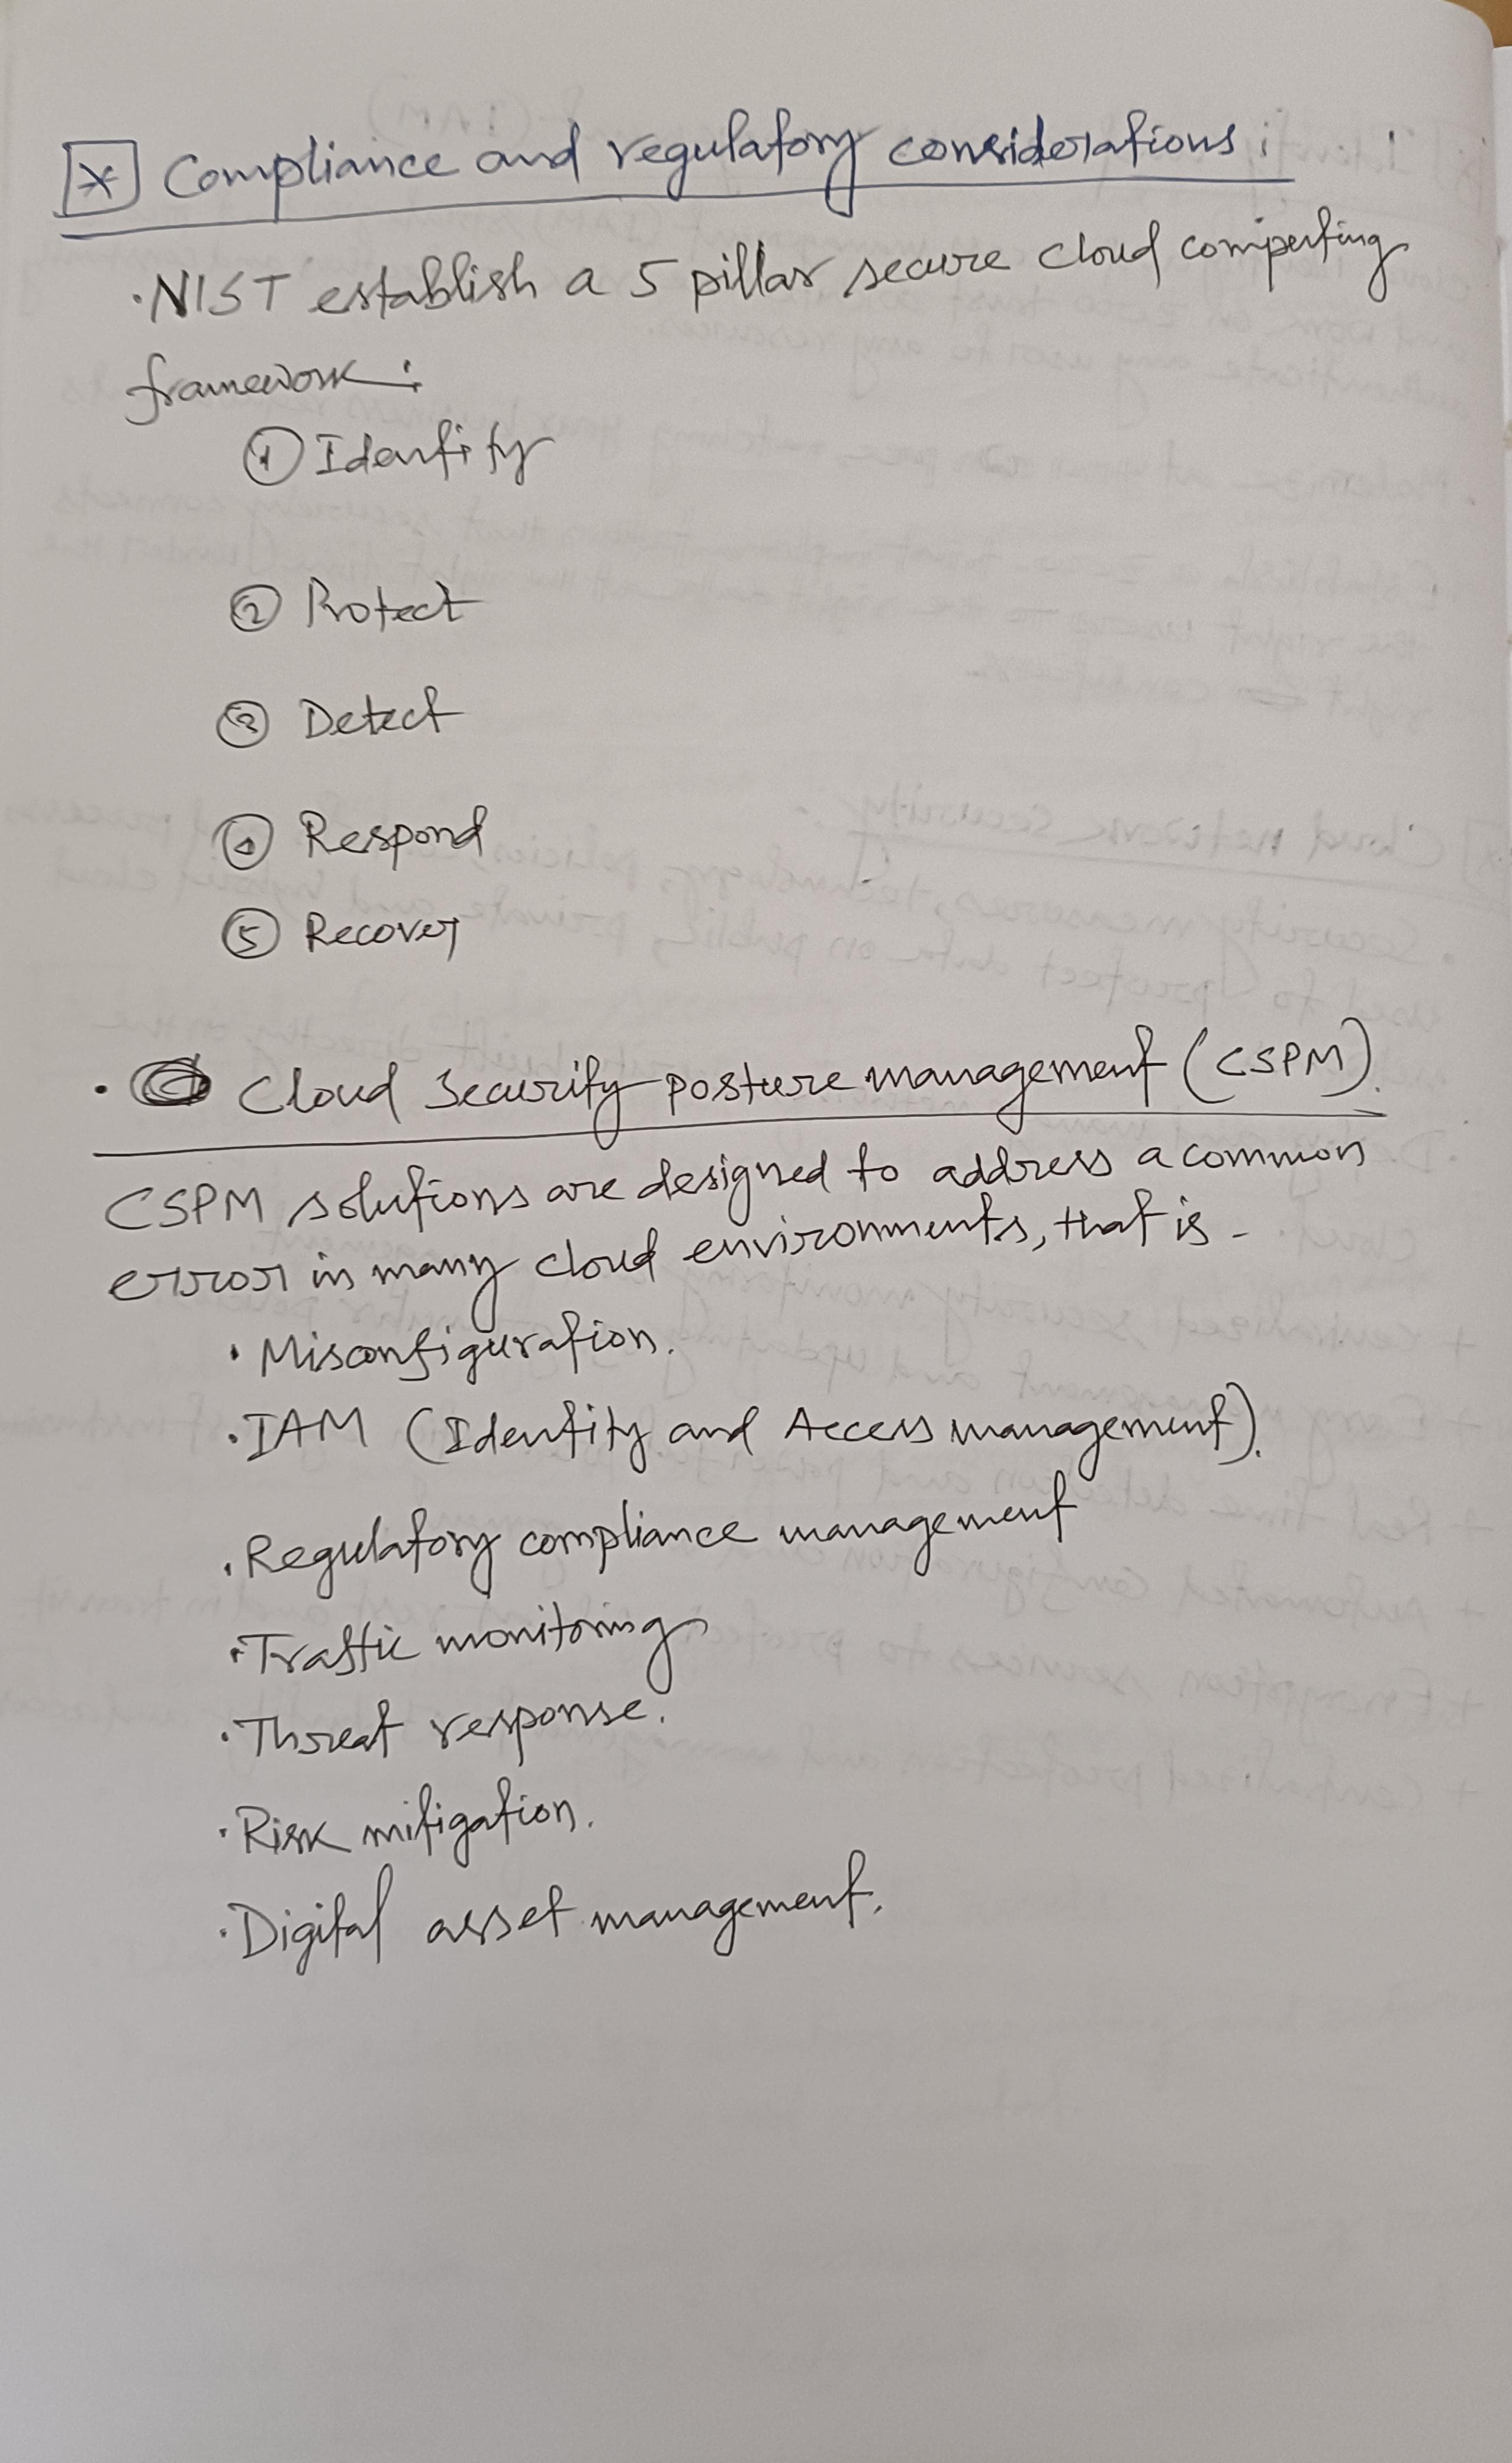 * Compliance and regulatory considerations:
· NIST establish a 5 pillar secure cloud computing
framework:
① Identify
② Protect
③ Detect
④ Respond
⑤ Recover
· Cloud Security posture management (CSPM).
CSPM solutions are designed to address a common
error in many cloud environments, that is -
· Misconfiguration.
· IAM (Identity and Access management).
· Regulatory compliance management
· Traffic monitoring
· Threat response.
· Risk mitigation.
· Digital asset management.